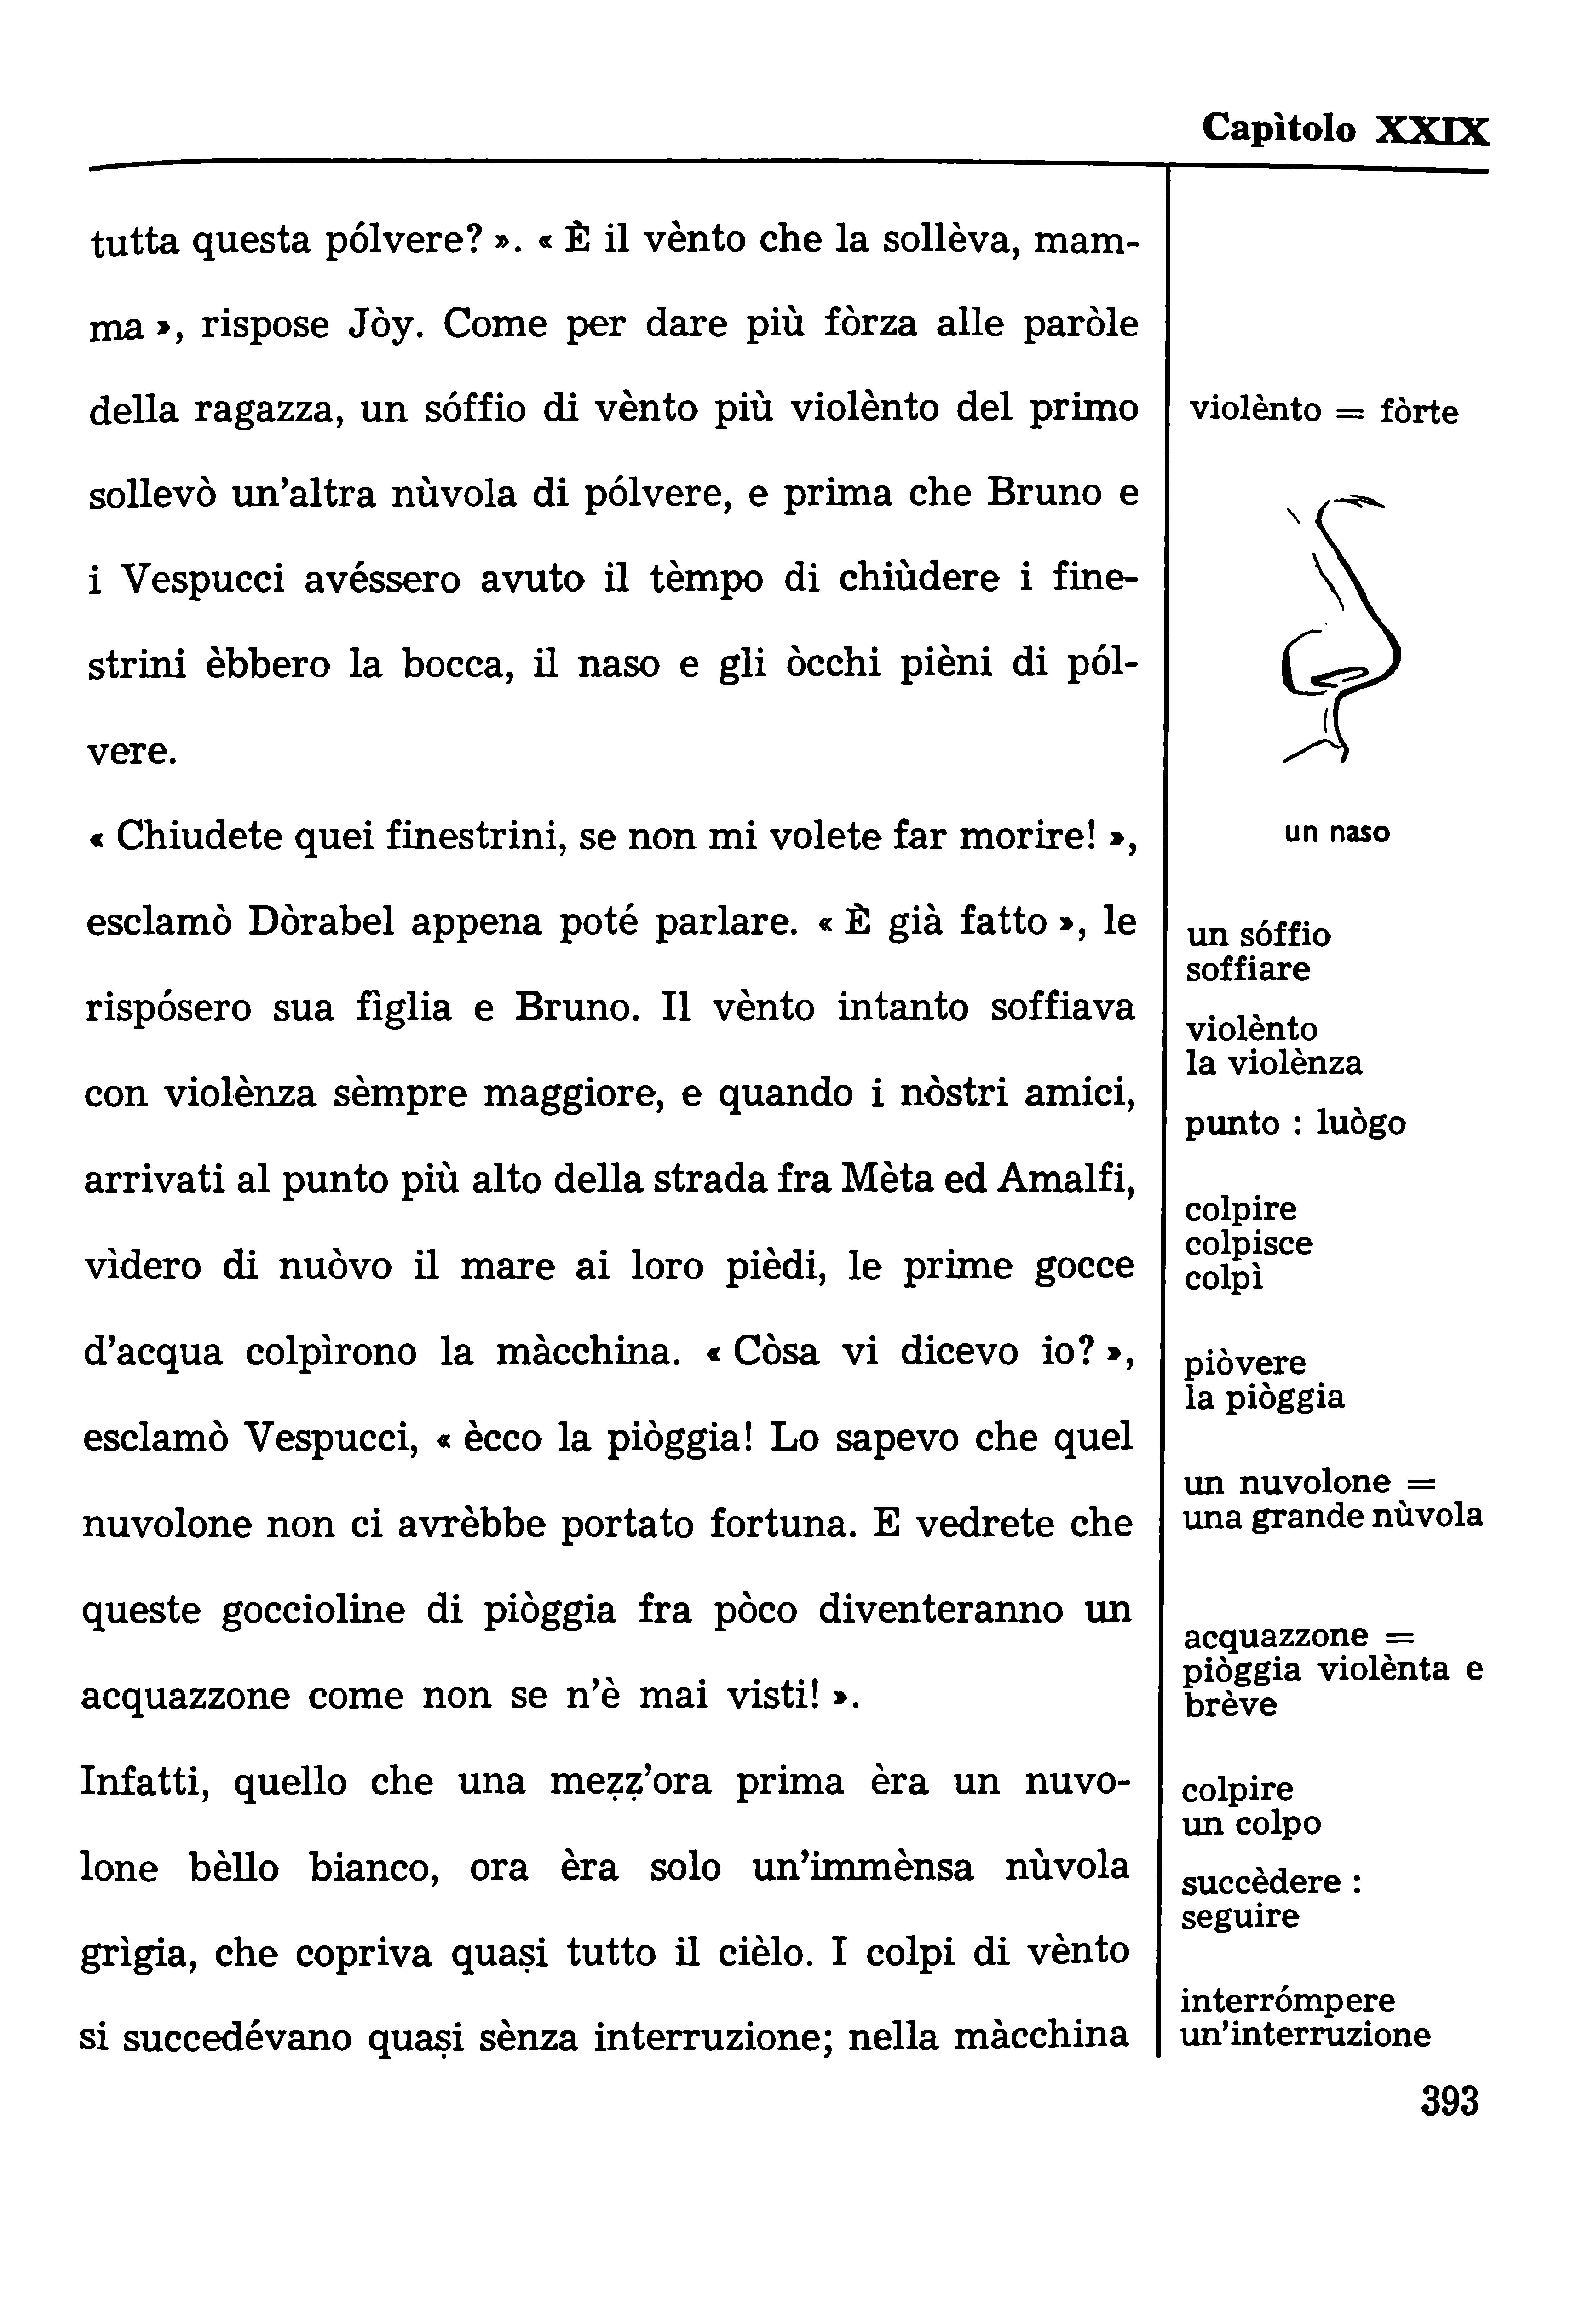 Capìtolo XXIX
tutta questa pólvere? ». « È il vènto che la sollèva, mam-
ma », rispose Jòy. Come per dare più fòrza alle paròle
della ragazza, un sóffio di vènto più violènto del primo
sollevò un'altra nùvola di pólvere, e prima che Bruno e
i Vespucci avéssero avuto il tèmpo di chiùdere i fine-
strini èbbero la bocca, il naso e gli òcchi pièni di pól-
vere.
« Chiudete quei finestrini, se non mi volete far morire! »,
esclamò Dòrabel appena poté parlare. « È già fatto », le
rispósero sua fìglia e Bruno. Il vènto intanto soffiava
con violènza sèmpre maggiore, e quando i nòstri amici,
arrivati al punto più alto della strada fra Mèta ed Amalfi,
vìdero di nuòvo il mare ai loro pièdi, le prime gocce
d'acqua colpìrono la màcchina. « Còsa vi dicevo io? »,
esclamò Vespucci, « ècco la piòggia! Lo sapevo che quel
nuvolone non ci avrèbbe portato fortuna. E vedrete che
queste goccioline di piòggia fra pòco diventeranno un
acquazzone come non se n'è mai visti! ».
Infatti, quello che una meẓẓ'ora prima èra un nuvo-
lone bèllo bianco, ora èra solo un'immènsa nùvola
grìgia, che copriva quaṣi tutto il cièlo. I colpi di vènto
si succedévano quaṣi sènza interruzione; nella màcchina
violènto = fòrte
un naso
un sóffio
soffiare
violènto
la violènza
punto : luògo
colpire
colpisce
colpì
piòvere
la piòggia
un nuvolone =
una grande nùvola
acquazzone =
piòggia violènta e
brève
colpire
un colpo
succèdere :
seguire
interrómpere
un'interruzione
393